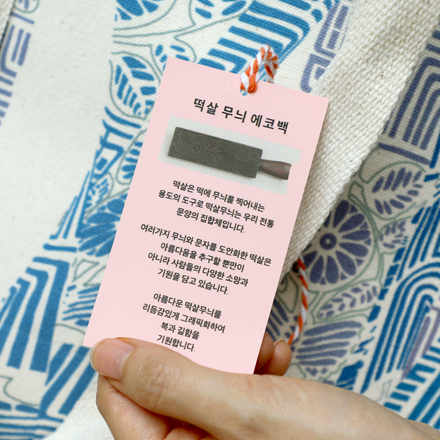 떡살 무늬 에코백
떡살은 떡에 무늬를 찍어내는
용도의 도구로 떡살무늬는 우리 전통
문양의 집합체입니다.
여러가지 무늬와 문자를 도안화한 떡살은
아름다움을 추구할 뿐만이
아니라 사람들의 다양한 소망과
기원을 담고 있습니다.
아름다운 떡살무늬를
리듬감있게 그래픽화하여
복과 길함을
기원합니다.